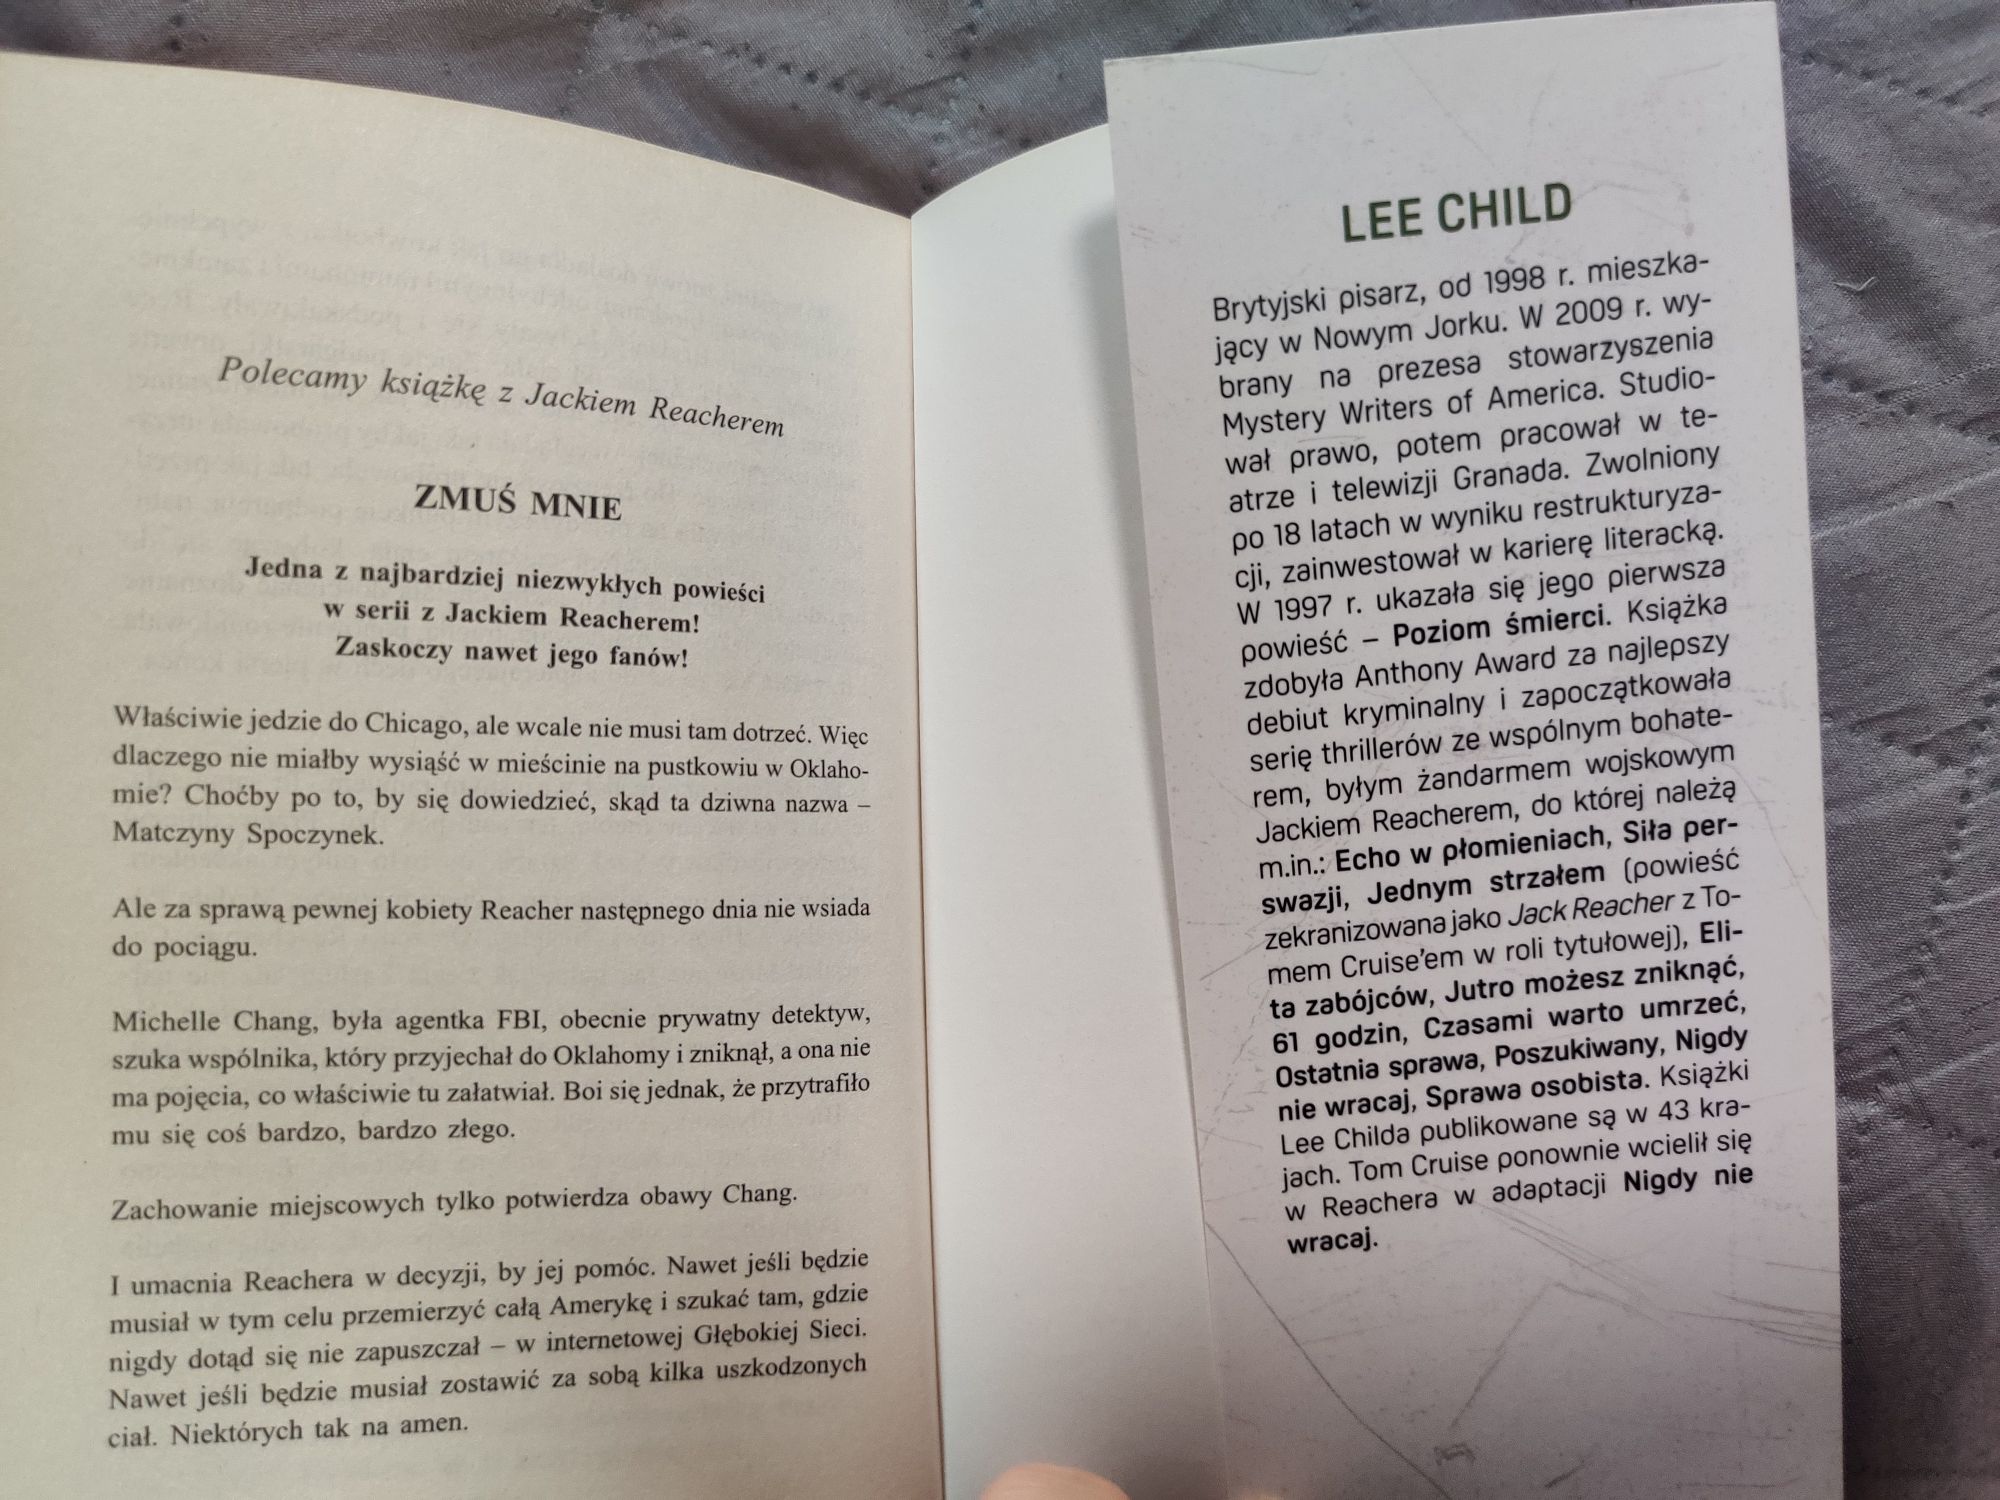 Polecamy książkę z Jackiem Reacherem
ZMUŚ MNIE
Jedna z najbardziej niezwykłych powieści
w serii z Jackiem Reacherem!
Zaskoczy nawet jego fanów!
Właściwie jedzie do Chicago, ale wcale nie musi tam dotrzeć. Więc
dlaczego nie miałby wysiąść w mieścinie na pustkowiu w Oklaho-
mie? Choćby po to, by się dowiedzieć, skąd ta dziwna nazwa –
Matczyny Spoczynek.
Ale za sprawą pewnej kobiety Reacher następnego dnia nie wsiada
do pociągu.
Michelle Chang, była agentka FBI, obecnie prywatny detektyw,
szuka wspólnika, który przyjechał do Oklahomy i zniknął, a ona nie
ma pojęcia, co właściwie tu załatwiał. Boi się jednak, że przytrafiło
mu się coś bardzo, bardzo złego.
Zachowanie miejscowych tylko potwierdza obawy Chang.
I umacnia Reachera w decyzji, by jej pomóc. Nawet jeśli będzie
musiał w tym celu przemierzyć całą Amerykę i szukać tam, gdzie
nigdy dotąd się nie zapuszczał – w internetowej Głębokiej Sieci.
Nawet jeśli będzie musiał zostawić za sobą kilka uszkodzonych
ciał. Niektórych tak na amen.
LEE CHILD
Brytyjski pisarz, od 1998 r. mieszka-
jący w Nowym Jorku. W 2009 r. wy-
brany na prezesa stowarzyszenia
Mystery Writers of America. Studio-
wał prawo, potem pracował w te-
atrze i telewizji Granada. Zwolniony
po 18 latach w wyniku restrukturyza-
cji, zainwestował w karierę literacką.
W 1997 r. ukazała się jego pierwsza
powieść – Poziom śmierci. Książka
zdobyła Anthony Award za najlepszy
debiut kryminalny i zapoczątkowała
serię thrillerów ze wspólnym bohate-
rem, byłym żandarmem wojskowym
Jackiem Reacherem, do której należą
m.in.: Echo w płomieniach, Siła per-
swazji, Jednym strzałem (powieść
zekranizowana jako Jack Reacher z To-
mem Cruise'em w roli tytułowej), Eli-
ta zabójców, Jutro możesz zniknąć,
61 godzin, Czasami warto umrzeć,
Ostatnia sprawa, Poszukiwany, Nigdy
nie wracaj, Sprawa osobista. Książki
Lee Childa publikowane są w 43 kra-
jach. Tom Cruise ponownie wcielił się
w Reachera w adaptacji Nigdy nie
wracaj.